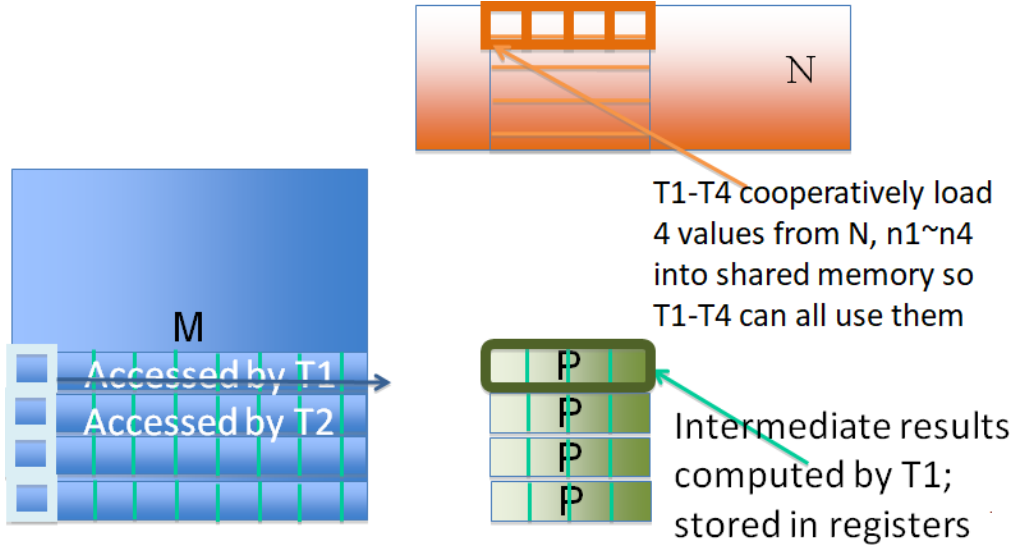 N
T1-T4 cooperatively load
4 values from N, n1~n4
into shared memory so
T1-T4 can all use them
M
Accessed by T1
Accessed by T2
P
P
P
P
Intermediate results
computed by T1;
stored in registers